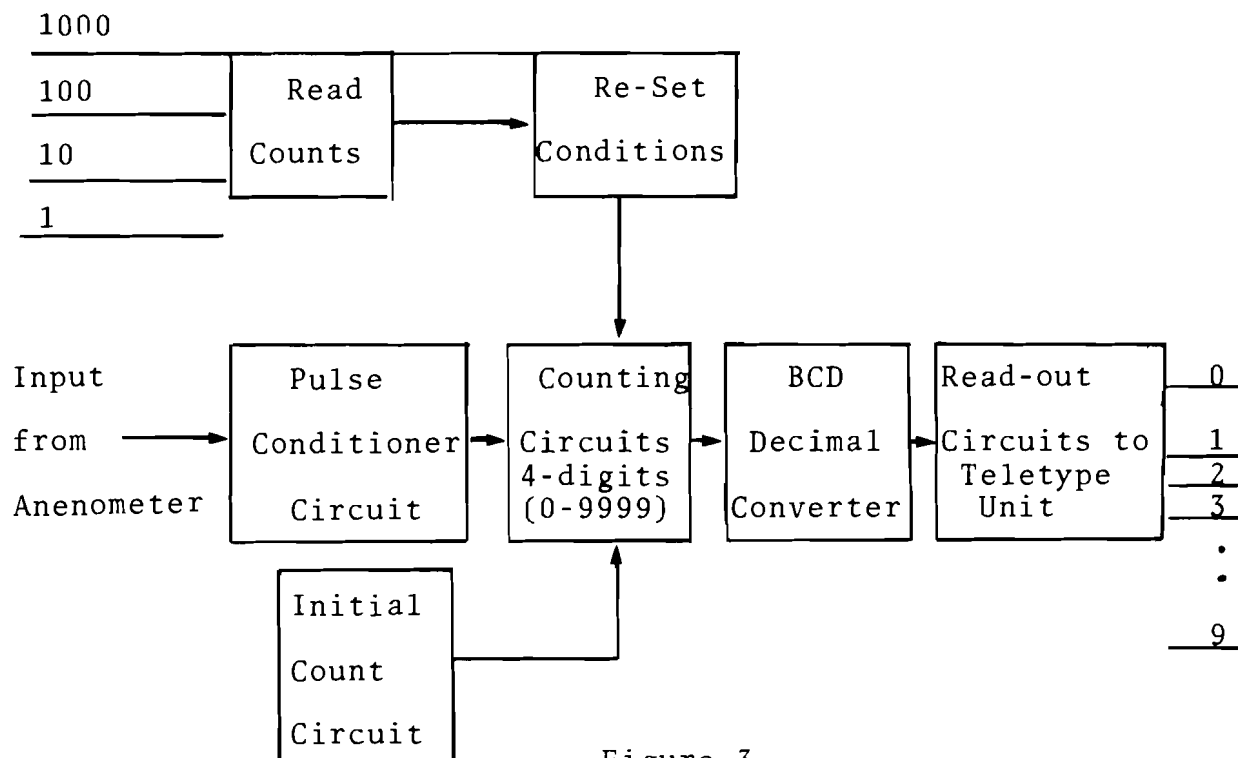 1000
100
10
1
Read
Counts
Re-Set
Conditions
Input
from
Anenometer
Pulse
Conditioner
Circuit
Counting
Circuits
4-digits
(0-9999)
BCD
Decimal
Converter
Read-out
Circuits to
Teletype
Unit
0
1
2
3
9
Initial
Count
Circuit
Figure 3